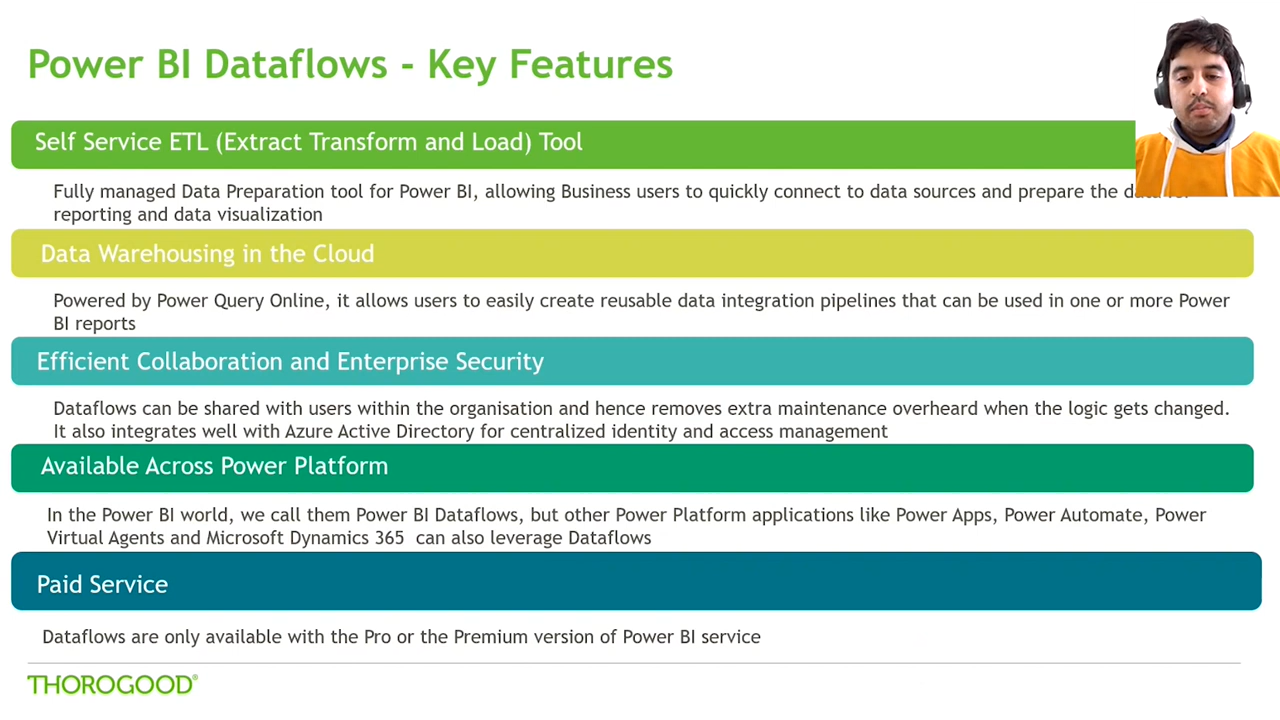 Power BI Dataflows - Key Features
Self Service ETL (Extract Transform and Load) Tool
Fully managed Data Preparation tool for Power BI, allowing Business users to quickly connect to data sources and prepare the
reporting and data visualization
Data Warehousing in the Cloud
Powered by Power Query Online, it allows users to easily create reusable data integration pipelines that can be used in one or more Power
BI reports
Efficient Collaboration and Enterprise Security
Dataflows can be shared with users within the organisation and hence removes extra maintenance overheard when the logic gets changed.
It also integrates well with Azure Active Directory for centralized identity and access management
Available Across Power Platform
In the Power BI world, we call them Power BI Dataflows, but other Power Platform applications like Power Apps, Power Automate, Power
Virtual Agents and Microsoft Dynamics 365 can also leverage Dataflows
Paid Service
Dataflows are only available with the Pro or the Premium version of Power BI service
THOROGOOD®